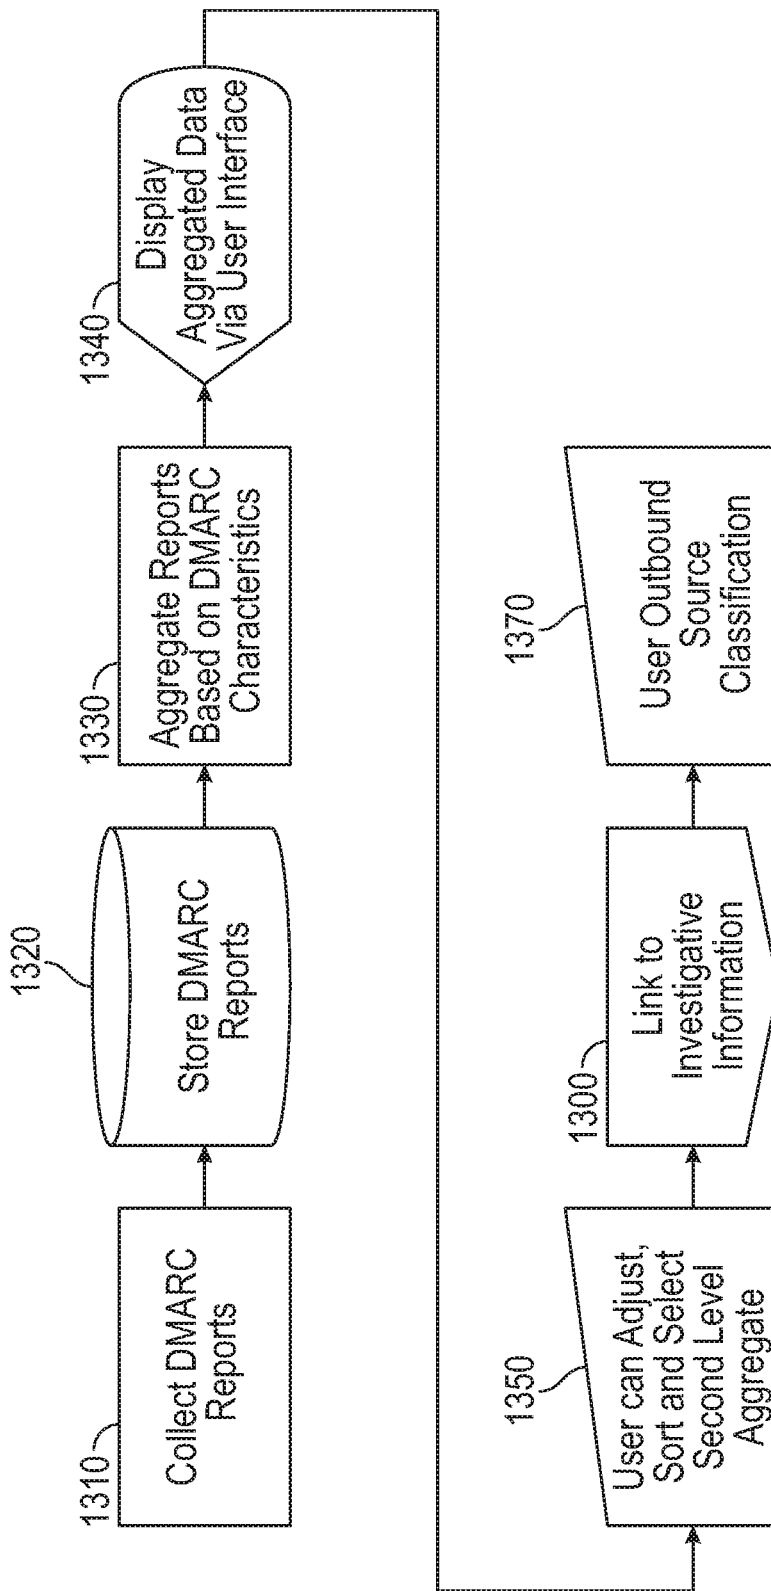 1310
Collect DMARC
Reports
1320
Store DMARC
Reports
1330
Aggregate Reports
Based on DMARC
Characteristics
1340
Display
Aggregated Data
Via User Interface
1350
User can Adjust,
Sort and Select
Second Level
Aggregate
1300
Link to
Investigative
Information
1370
User Outbound
Source
Classification